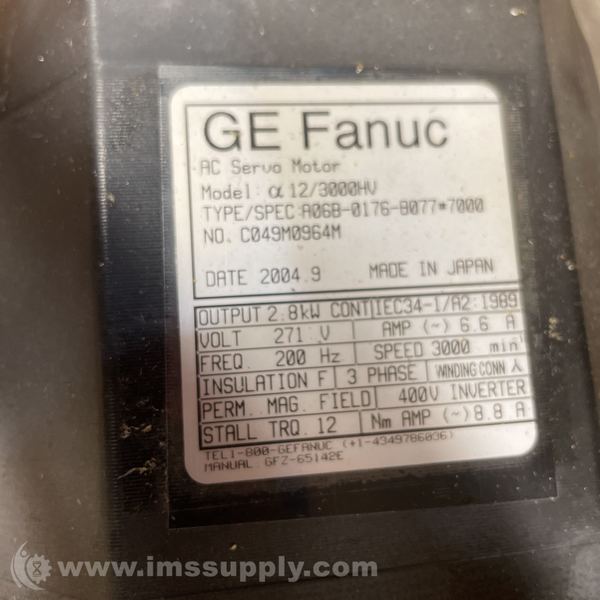 GE Fanuc
AC Servo Motor
Model: α 12/3000HV
TYPE/SPEC:A06B-0176-B077*7000
NO. C049M0964M
DATE 2004.9 MADE IN JAPAN
OUTPUT 2.8kW CONT IEC34-1/A2:1989
VOLT 271 V AMP (~) 6.6 A
FREQ. 200 Hz SPEED 3000 min⁻¹
INSULATION F 3 PHASE WINDING CONN 人
PERM. MAG. FIELD 400V INVERTER
STALL TRQ. 12 Nm AMP (~) 8.8 A
TEL1-800-GEFANUC (+1-4349786036)
MANUAL GFZ-65142E
www.imssupply.com